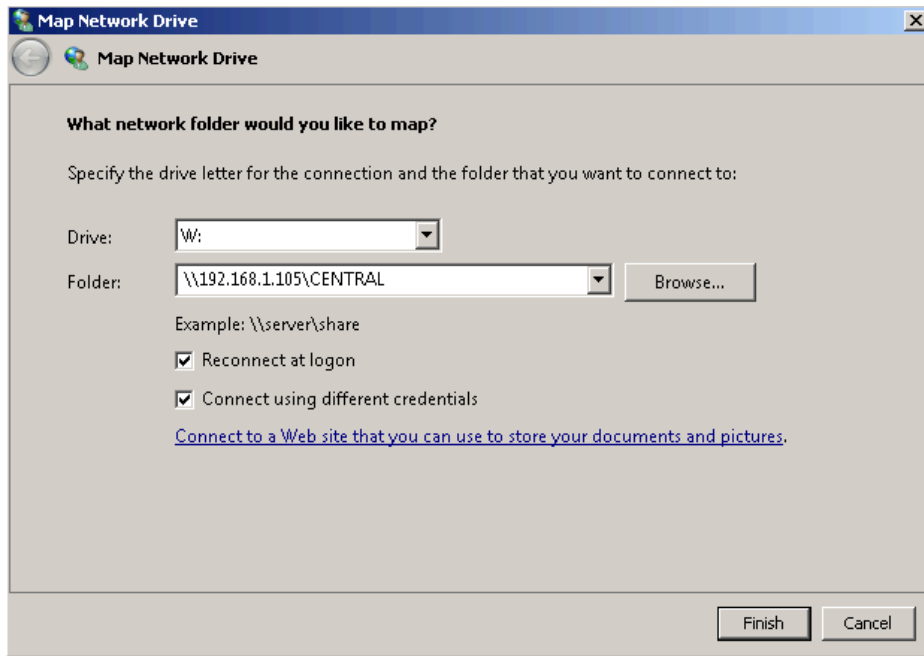 Map Network Drive
Map Network Drive
What network folder would you like to map?
Specify the drive letter for the connection and the folder that you want to connect to:
Drive: W:
Folder: \\192.168.1.105\CENTRAL Browse...
Example: \\server\share
Reconnect at logon
Connect using different credentials
Connect to a Web site that you can use to store your documents and pictures.
Finish Cancel